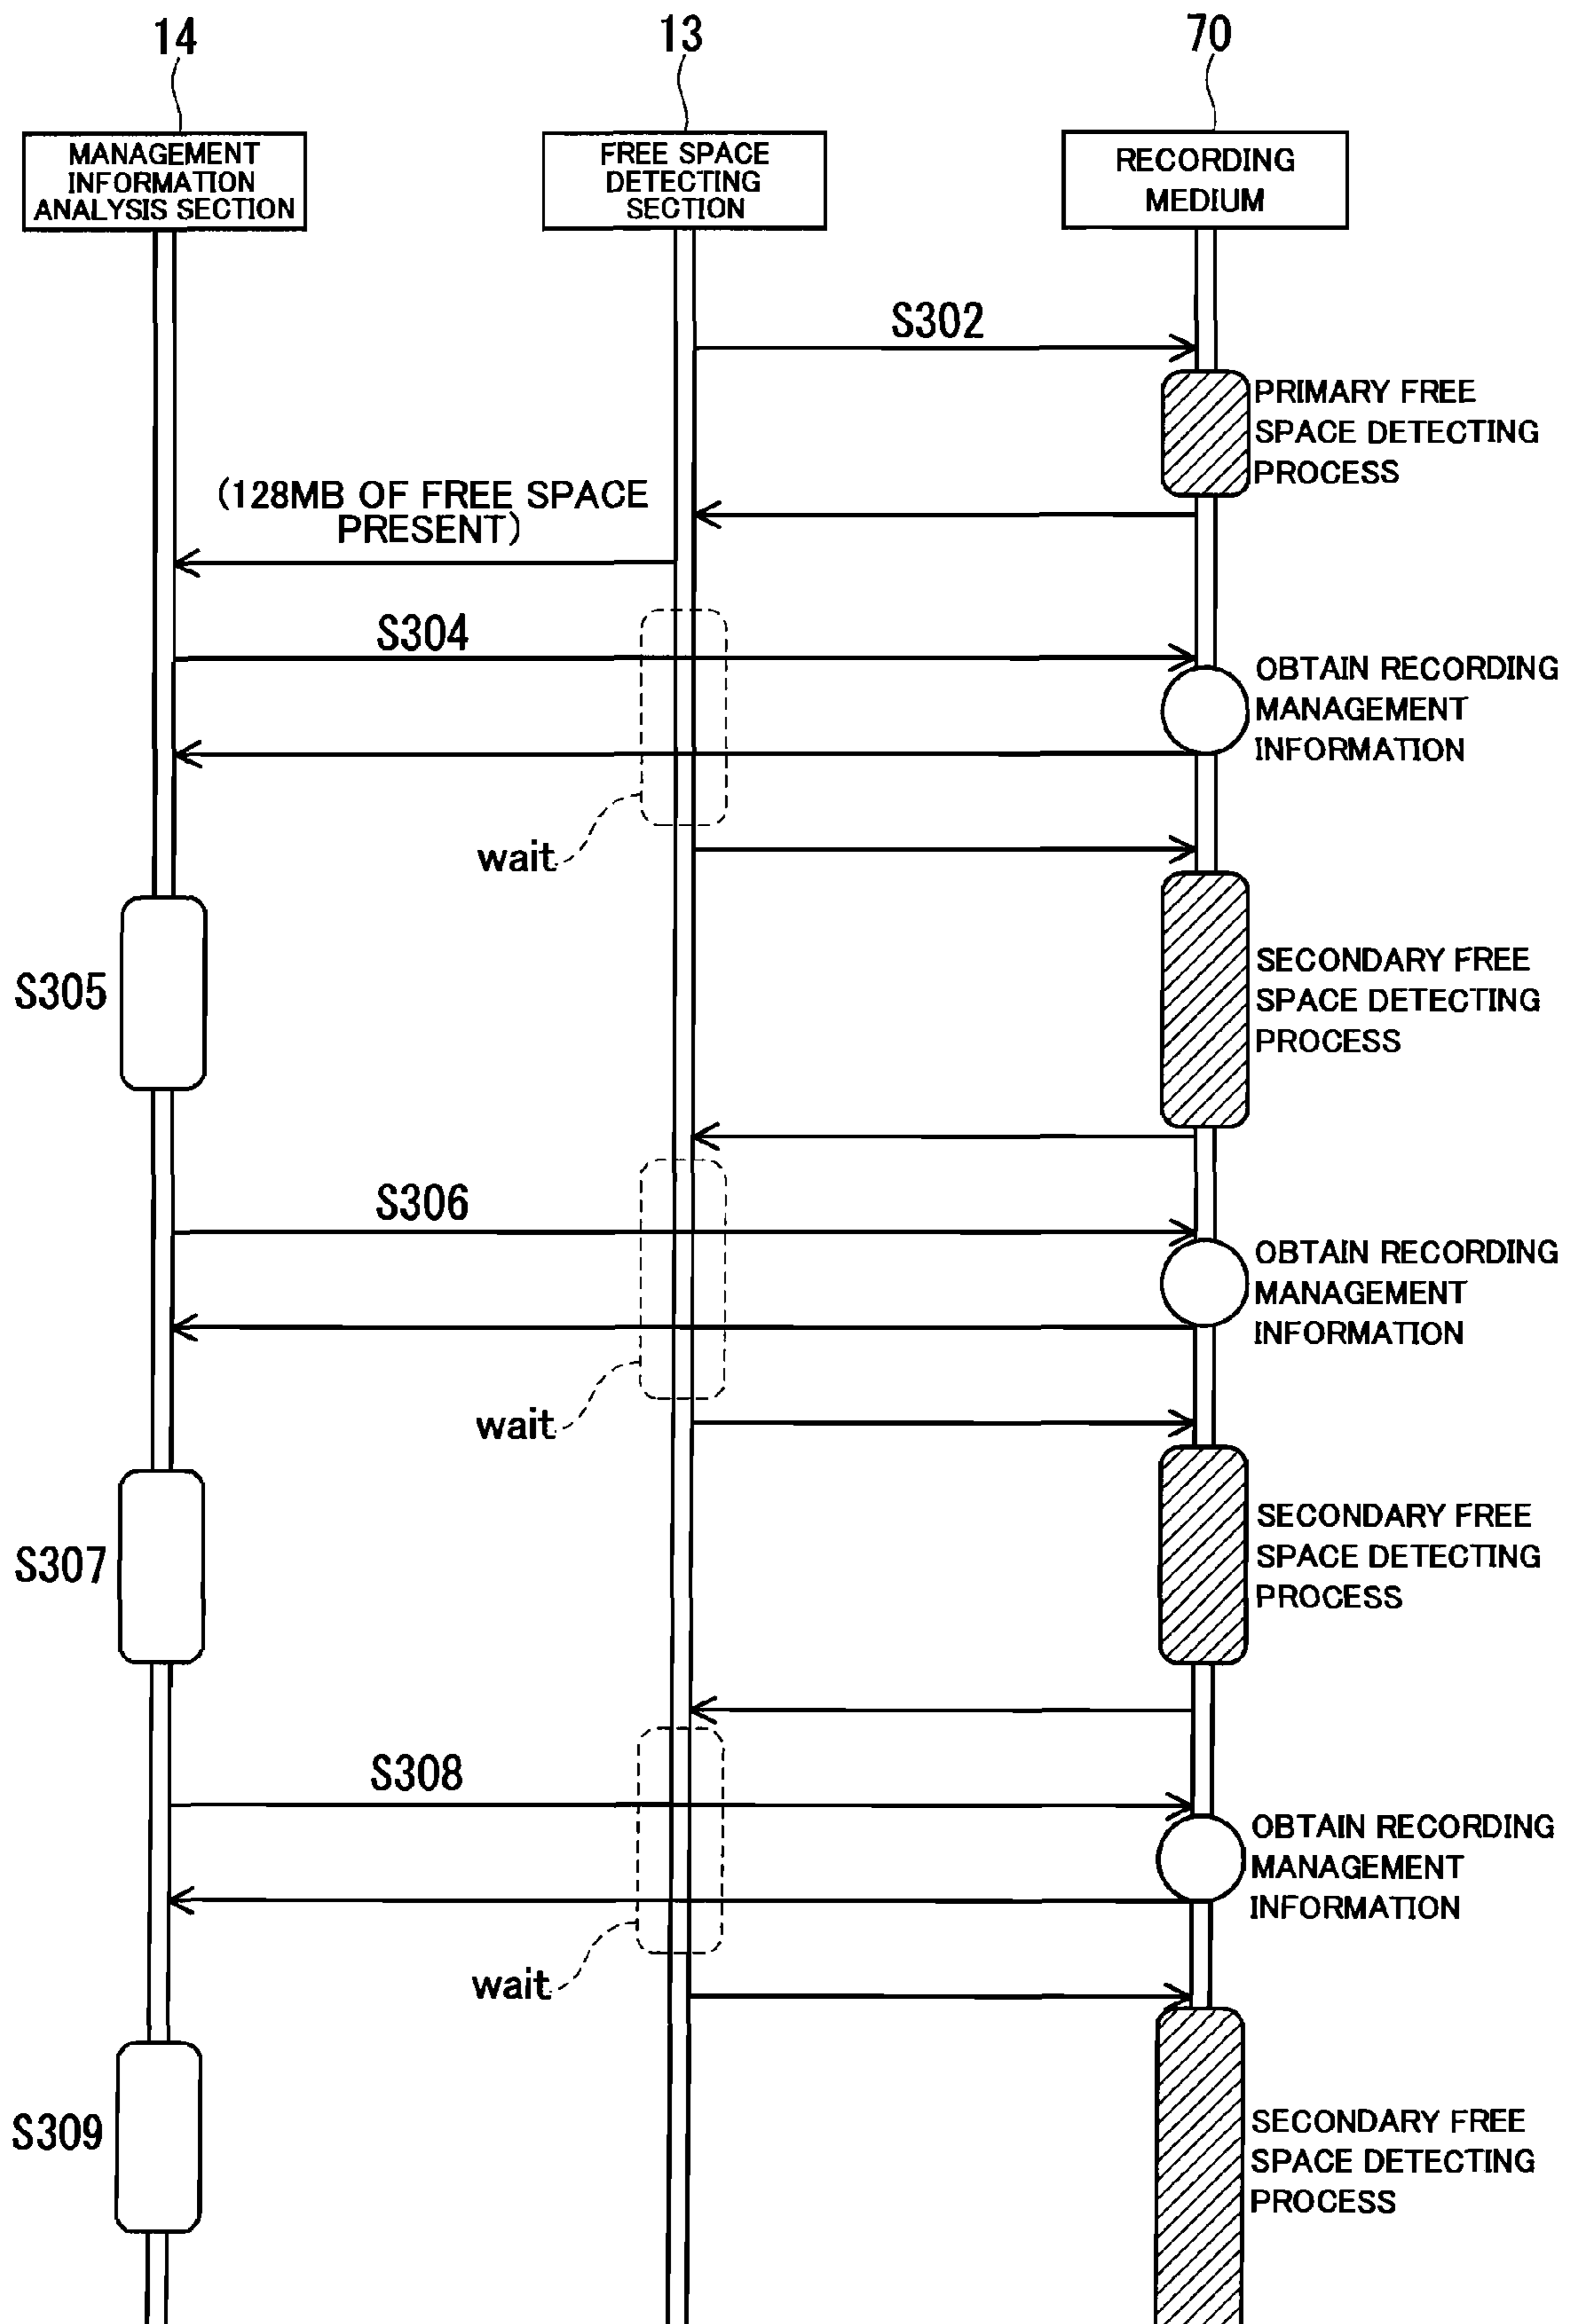 14
13
70
MANAGEMENT
INFORMATION
ANALYSIS SECTION
FREE SPACE
DETECTING
SECTION
RECORDING
MEDIUM
S302
PRIMARY FREE
SPACE DETECTING
PROCESS
(128MB OF FREE SPACE
PRESENT)
S304
OBTAIN RECORDING
MANAGEMENT
INFORMATION
wait
S305
SECONDARY FREE
SPACE DETECTING
PROCESS
S306
OBTAIN RECORDING
MANAGEMENT
INFORMATION
wait
S307
SECONDARY FREE
SPACE DETECTING
PROCESS
S308
OBTAIN RECORDING
MANAGEMENT
INFORMATION
wait
S309
SECONDARY FREE
SPACE DETECTING
PROCESS